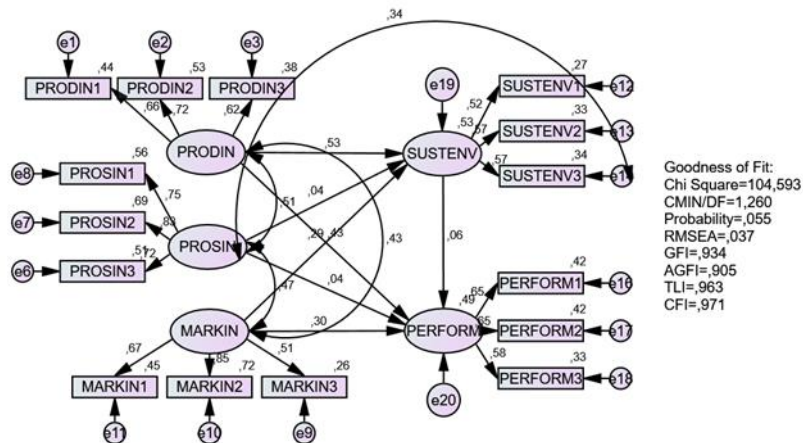 ,34
e1
e2
e3
,44
,53
,38
PRODIN1
PRODIN2
PRODIN3
,66
,72
,62
e19
,27
SUSTENV1
e12
,52
,53
,33
SUSTENV2
e13
,57
,34
SUSTENV3
,57
PRODIN
,53
SUSTENV
,56
e8
PROSIN1
,75
,69
e7
PROSIN2
,83
,51
e6
PROSIN3
,72
PROSIN
,51
,04
,29
,43
,43
,47
,04
,06
MARKIN
,30
,49
PERFORM
,65
,42
PERFORM1
e16
,65
,42
PERFORM2
e17
,58
,33
PERFORM3
e18
,67
,45
,85
,72
,51
,26
MARKIN1
MARKIN2
MARKIN3
e11
e10
e9
e20
Goodness of Fit:
Chi Square=104,593
CMIN/DF=1,260
Probability=,055
RMSEA=,037
GFI=,934
AGFI=,905
TLI=,963
CFI=,971